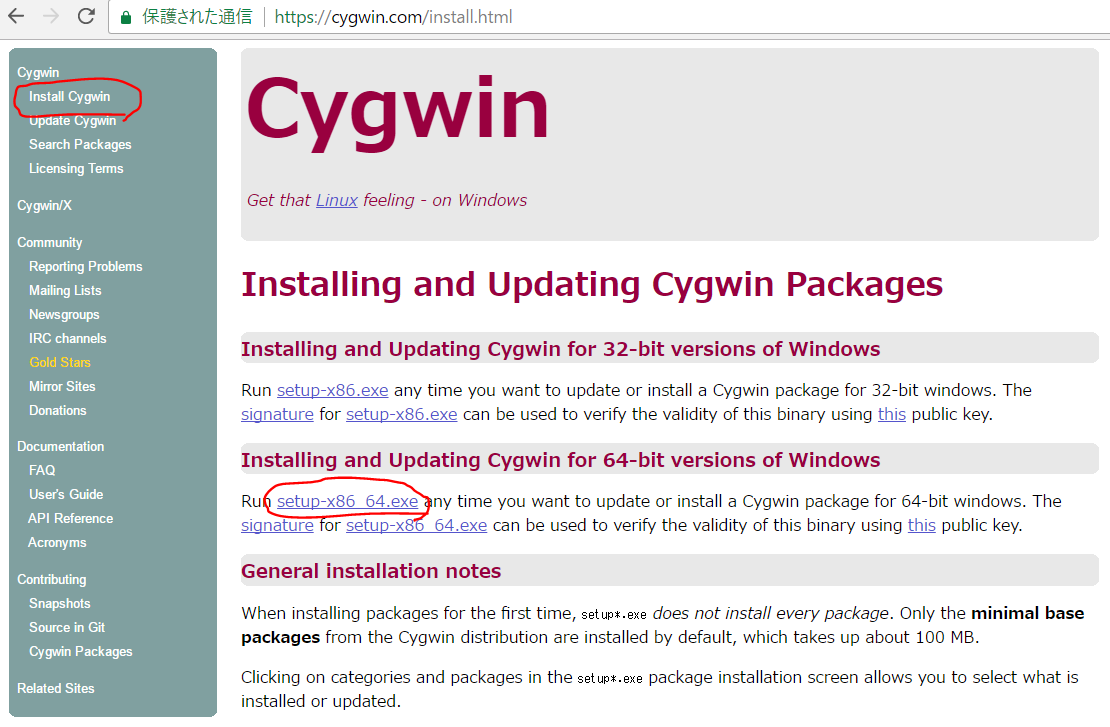 保護された通信 https://cygwin.com/install.html
Cygwin
Install Cygwin
Update Cygwin
Search Packages
Licensing Terms
Cygwin/X
Community
Reporting Problems
Mailing Lists
Newsgroups
IRC channels
Gold Stars
Mirror Sites
Donations
Documentation
FAQ
User's Guide
API Reference
Acronyms
Contributing
Snapshots
Source in Git
Cygwin Packages
Related Sites
Cygwin
Get that Linux feeling - on Windows
Installing and Updating Cygwin Packages
Installing and Updating Cygwin for 32-bit versions of Windows
Run setup-x86.exe any time you want to update or install a Cygwin package for 32-bit windows. The
signature for setup-x86.exe can be used to verify the validity of this binary using this public key.
Installing and Updating Cygwin for 64-bit versions of Windows
Run setup-x86_64.exe any time you want to update or install a Cygwin package for 64-bit windows. The
signature for setup-x86_64.exe can be used to verify the validity of this binary using this public key.
General installation notes
When installing packages for the first time, setup*.exe does not install every package. Only the minimal base
packages from the Cygwin distribution are installed by default, which takes up about 100 MB.
Clicking on categories and packages in the setup*.exe package installation screen allows you to select what is
installed or updated.